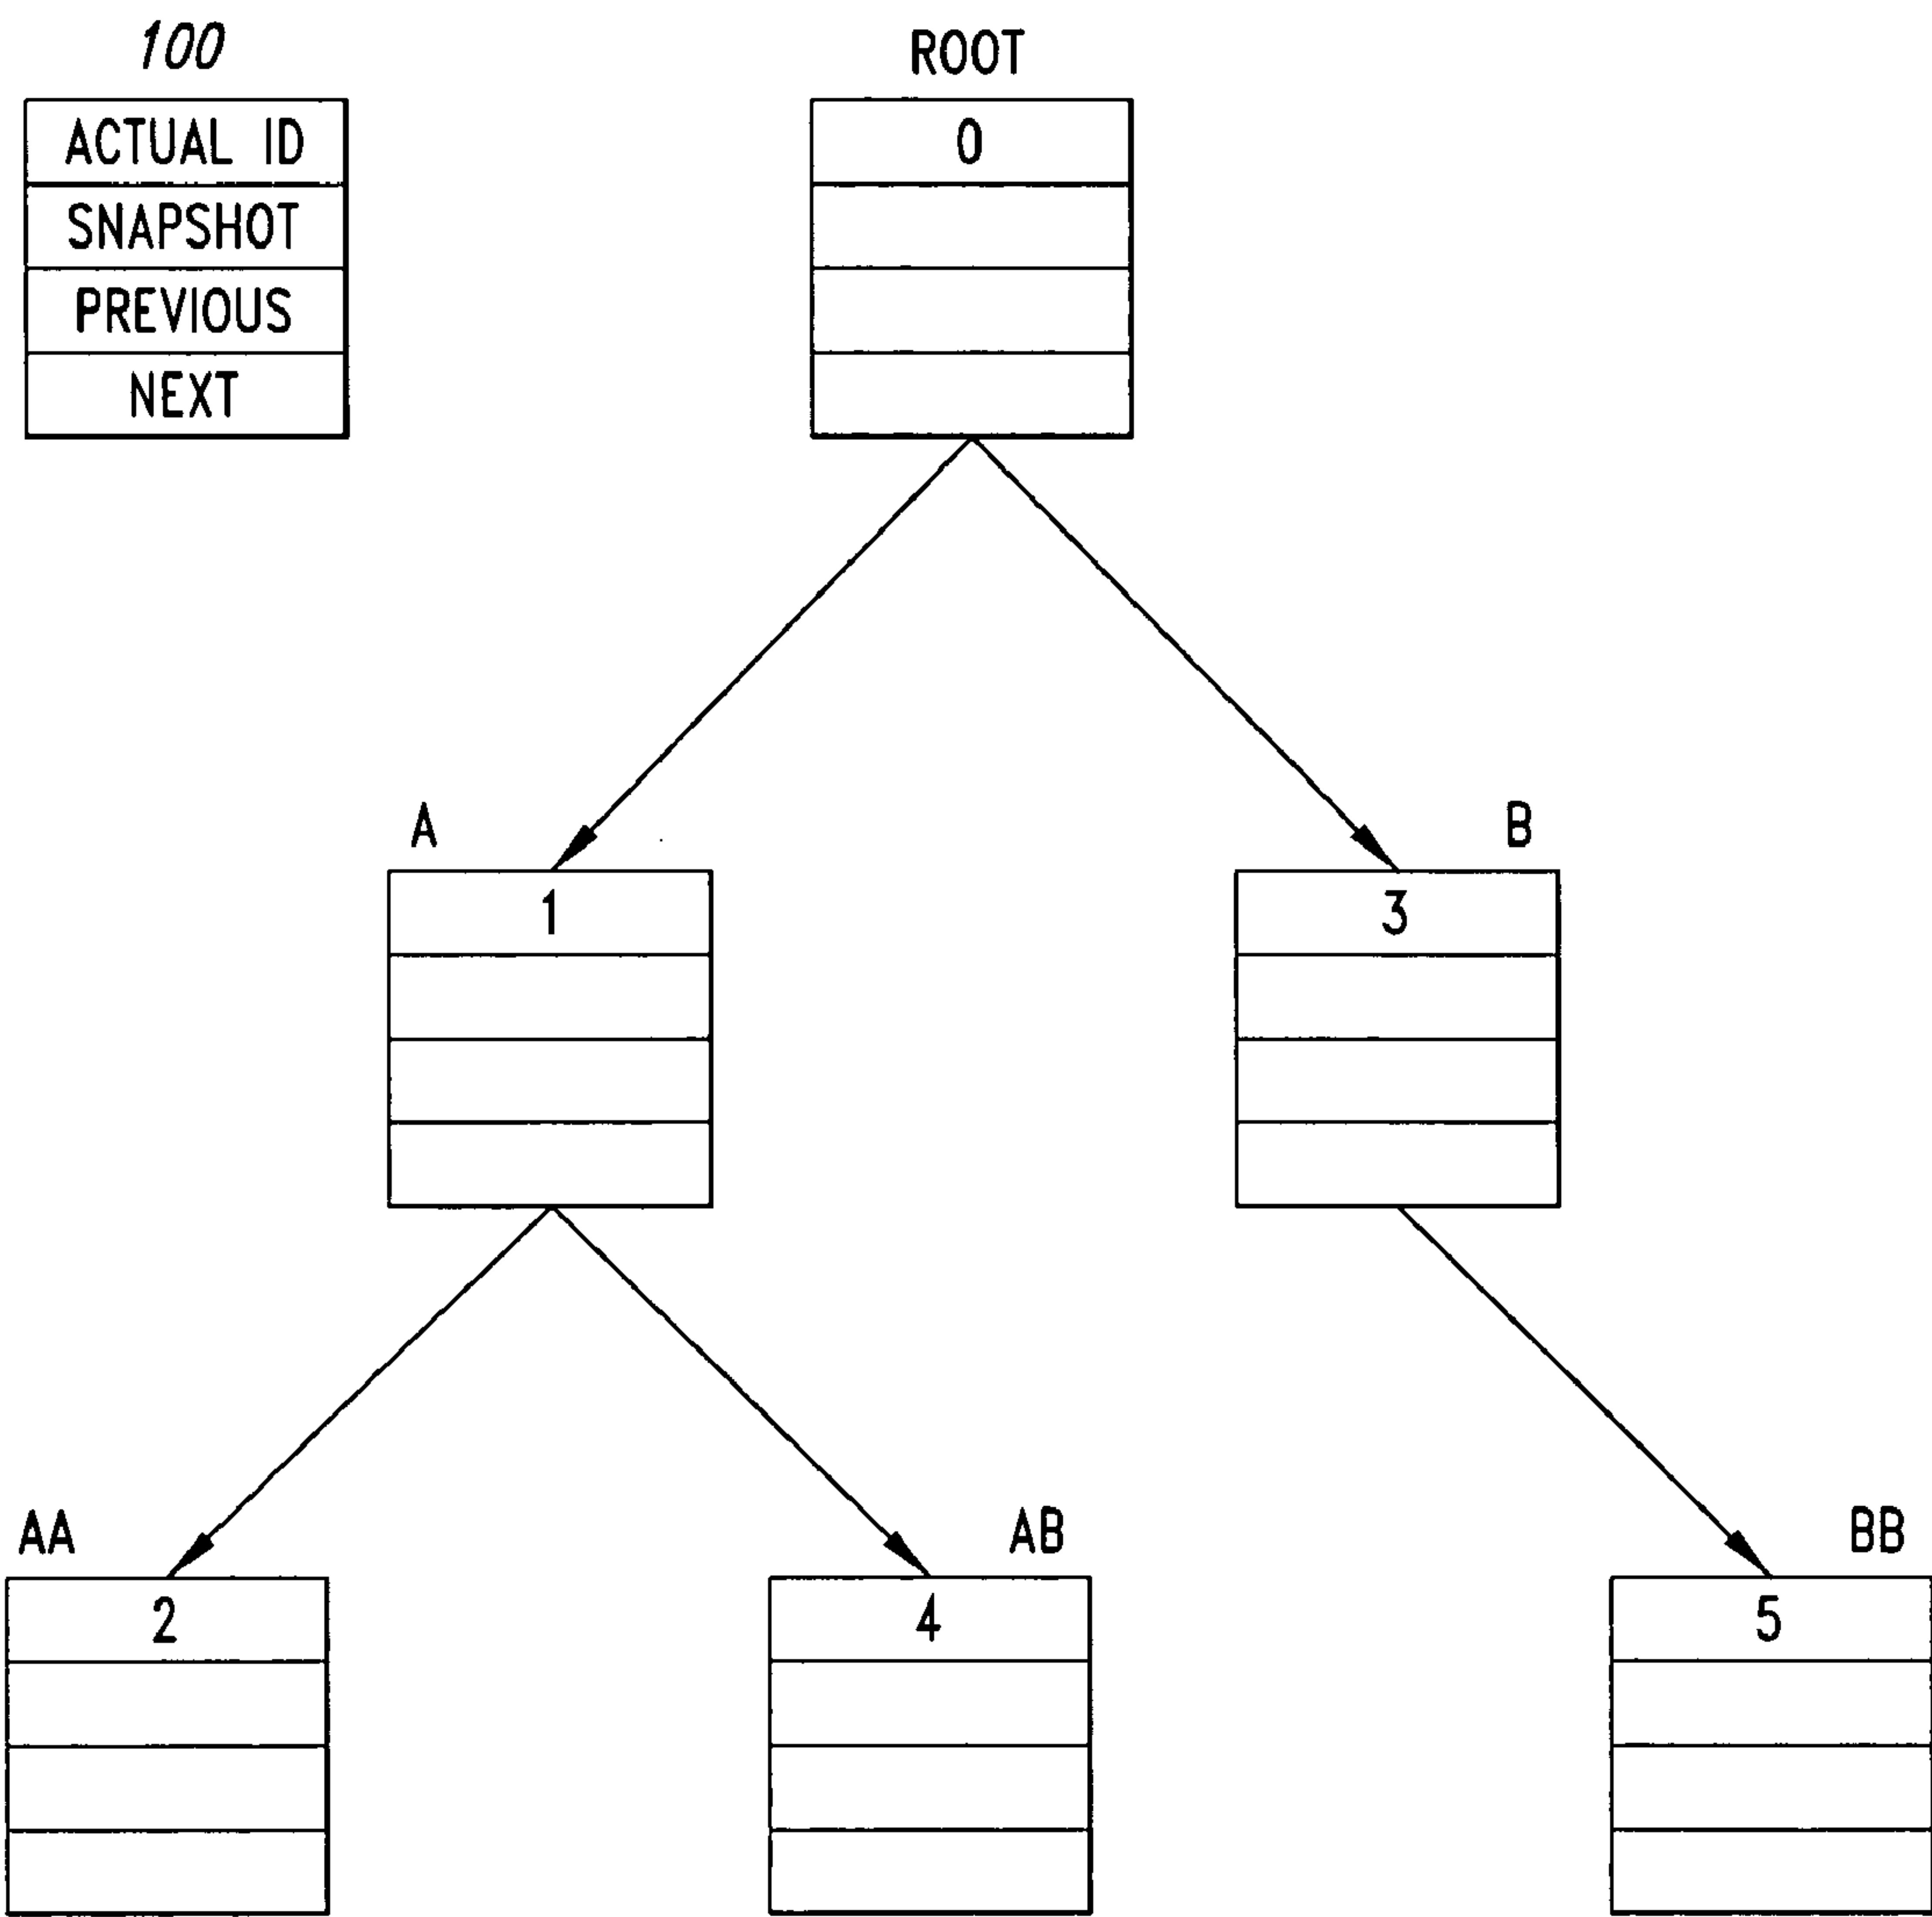 100
ACTUAL ID
SNAPSHOT
PREVIOUS
NEXT
ROOT
0
A
1
B
3
AA
2
AB
4
BB
5